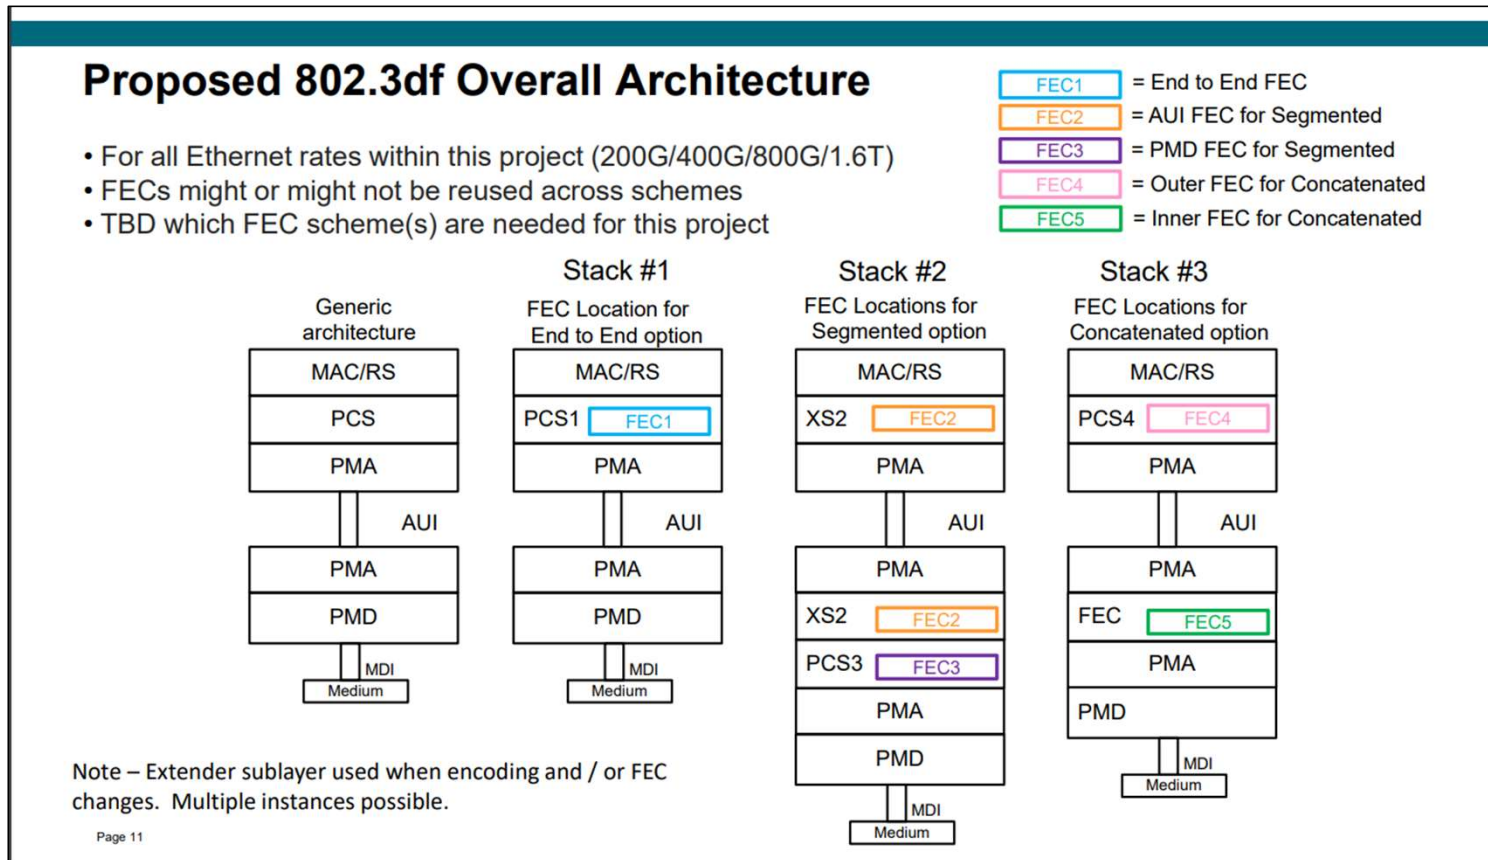 Proposed 802.3df Overall Architecture
• For all Ethernet rates within this project (200G/400G/800G/1.6T)
• FECs might or might not be reused across schemes
• TBD which FEC scheme(s) are needed for this project
FEC1 = End to End FEC
FEC2 = AUI FEC for Segmented
FEC3 = PMD FEC for Segmented
FEC4 = Outer FEC for Concatenated
FEC5 = Inner FEC for Concatenated
Generic
architecture
MAC/RS
PCS
PMA
AUI
PMA
PMD
MDI
Medium
Stack #1
FEC Location for
End to End option
MAC/RS
PCS1 FEC1
PMA
AUI
PMA
PMD
MDI
Medium
Stack #2
FEC Locations for
Segmented option
MAC/RS
XS2 FEC2
PMA
AUI
PMA
XS2 FEC2
PCS3 FEC3
PMA
PMD
MDI
Medium
Stack #3
FEC Locations for
Concatenated option
MAC/RS
PCS4 FEC4
PMA
AUI
PMA
FEC FEC5
PMA
PMD
MDI
Medium
Note – Extender sublayer used when encoding and / or FEC
changes. Multiple instances possible.
Page 11